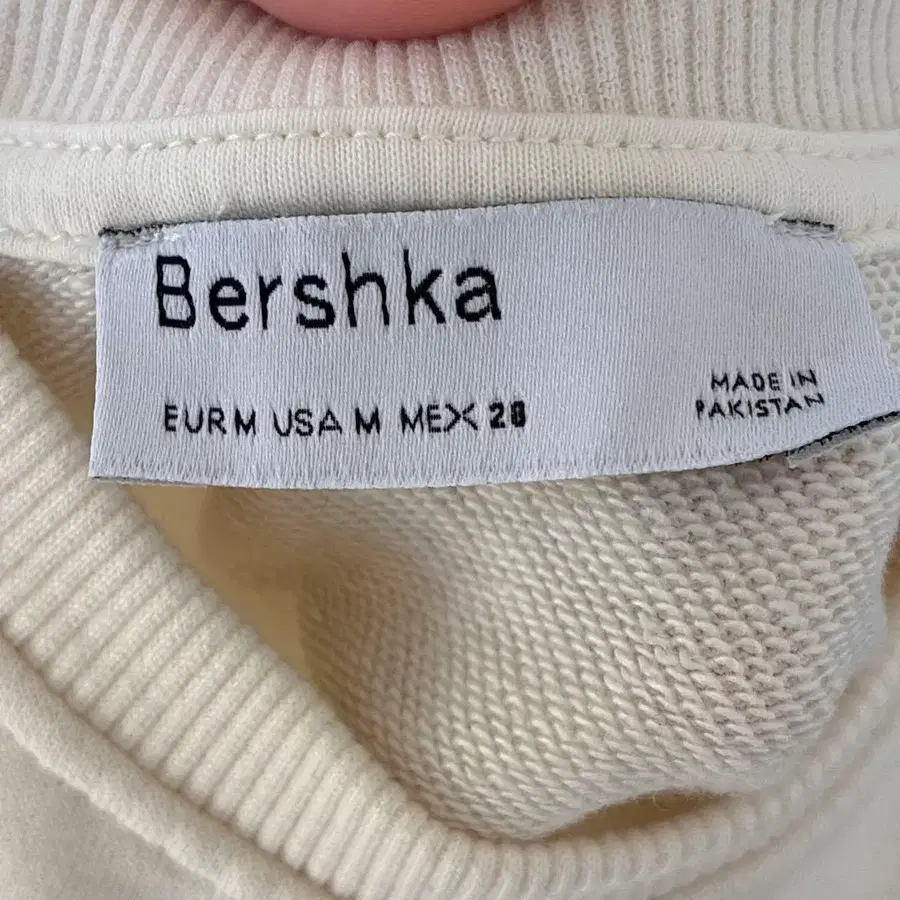 Bershka
EUR M USA M MEX 28
MADE IN
PAKISTAN